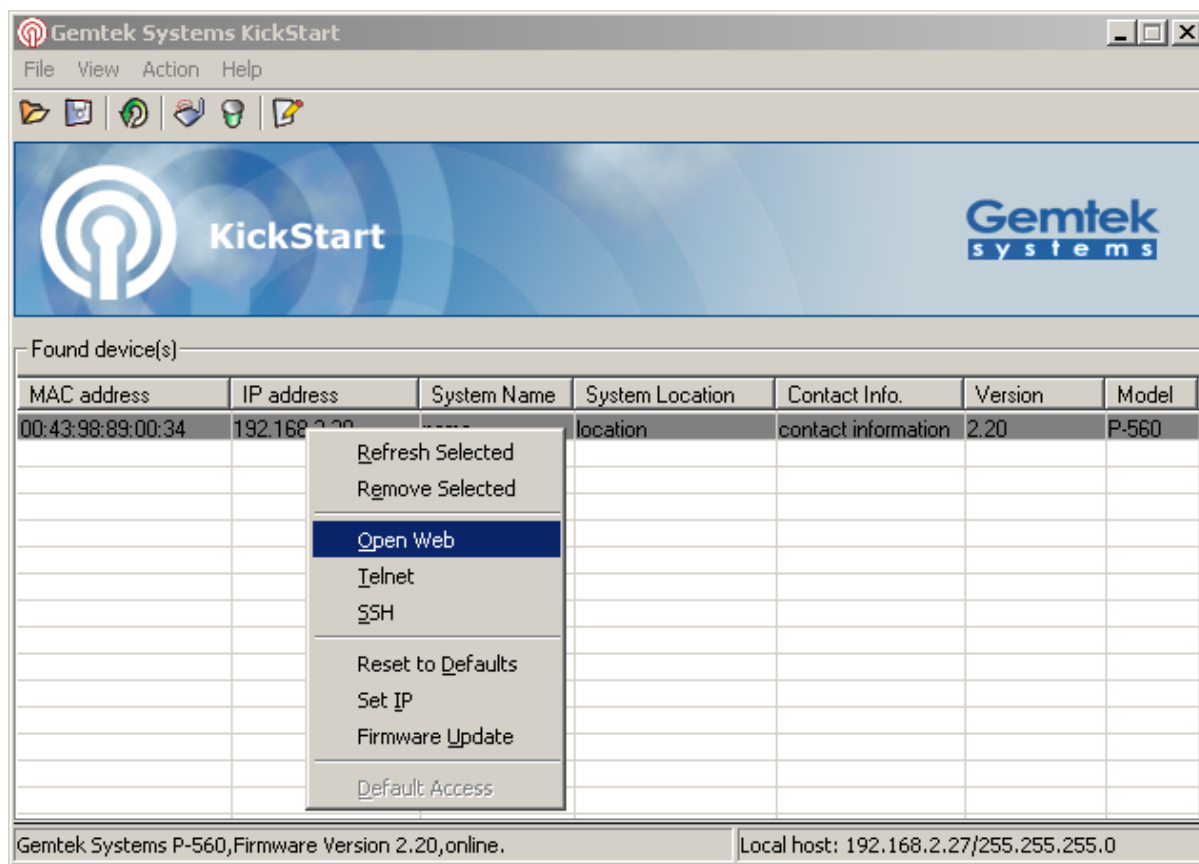 Gemtek Systems KickStart
File View Action Help
KickStart
Gemtek
systems
Found device(s)
MAC address IP address System Name System Location Contact Info. Version Model
00:43:98:89:00:34 192.168 location contact information 2.20 P-560
Refresh Selected
Remove Selected
Open Web
Telnet
SSH
Reset to Defaults
Set IP
Firmware Update
Default Access
Gemtek Systems P-560,Firmware Version 2.20,online. Local host: 192.168.2.27/255.255.255.0